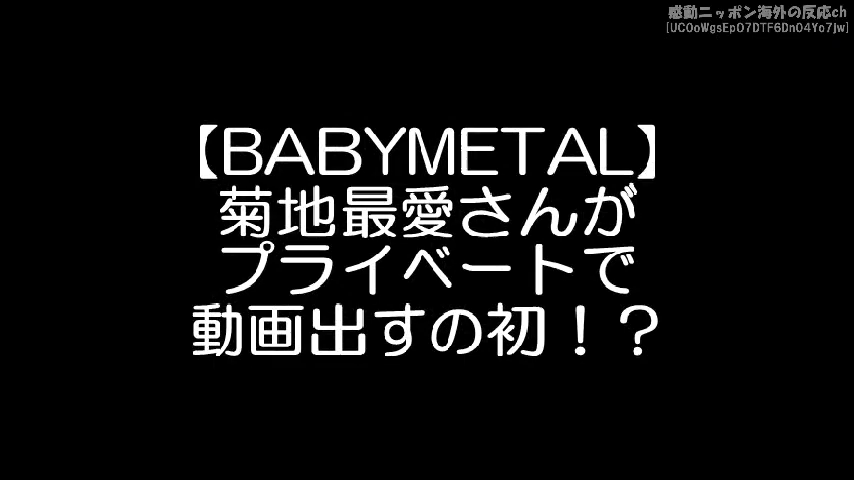 感動ニッポン海外の反応ch
[UCOoWgsEpO7DTF6DnO4Yo7jw]
【BABYMETAL】
菊地最愛さんが
プライベートで
動画出すの初！？